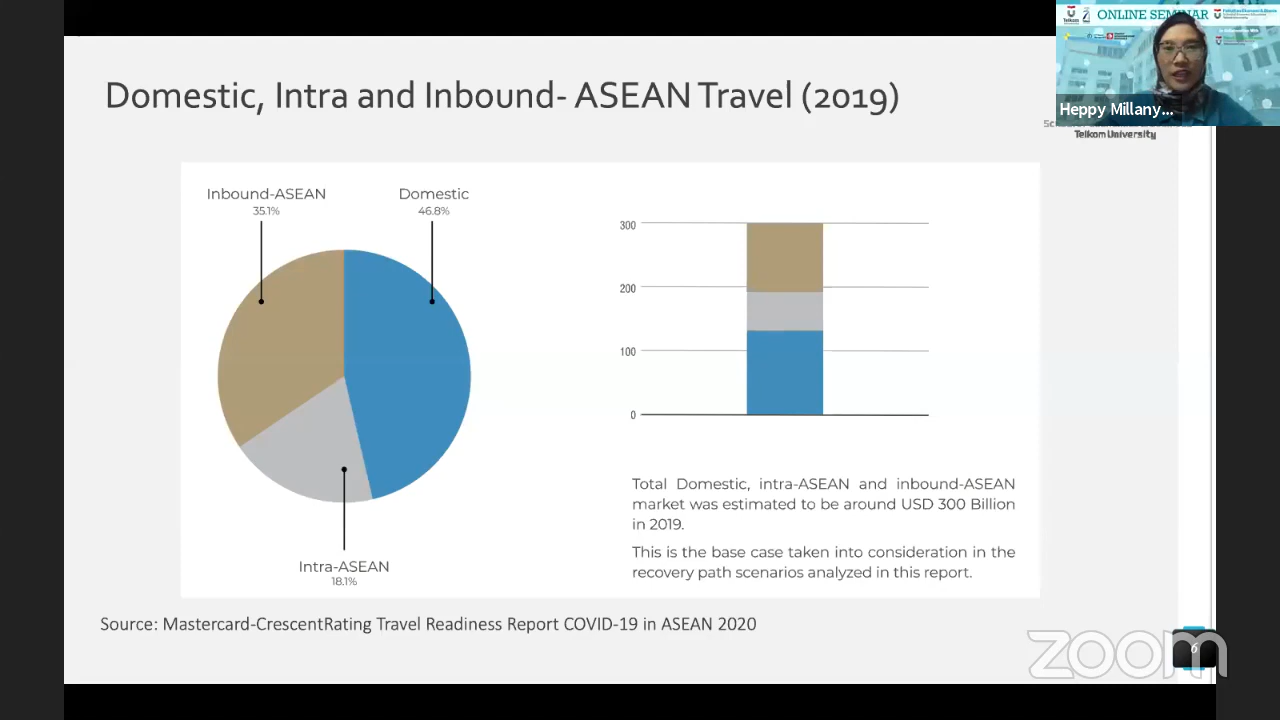 Domestic, Intra and Inbound- ASEAN Travel (2019)
Telkom
ONLINE SEMINAR
Heppy Millany...
Telkom University
Inbound-ASEAN
35.1%
Domestic
46.8%
Intra-ASEAN
18.1%
300
200
100
0
Total Domestic, intra-ASEAN and inbound-ASEAN
market was estimated to be around USD 300 Billion
in 2019.
This is the base case taken into consideration in the
recovery path scenarios analyzed in this report.
Source: Mastercard-CrescentRating Travel Readiness Report COVID-19 in ASEAN 2020
zoom
6